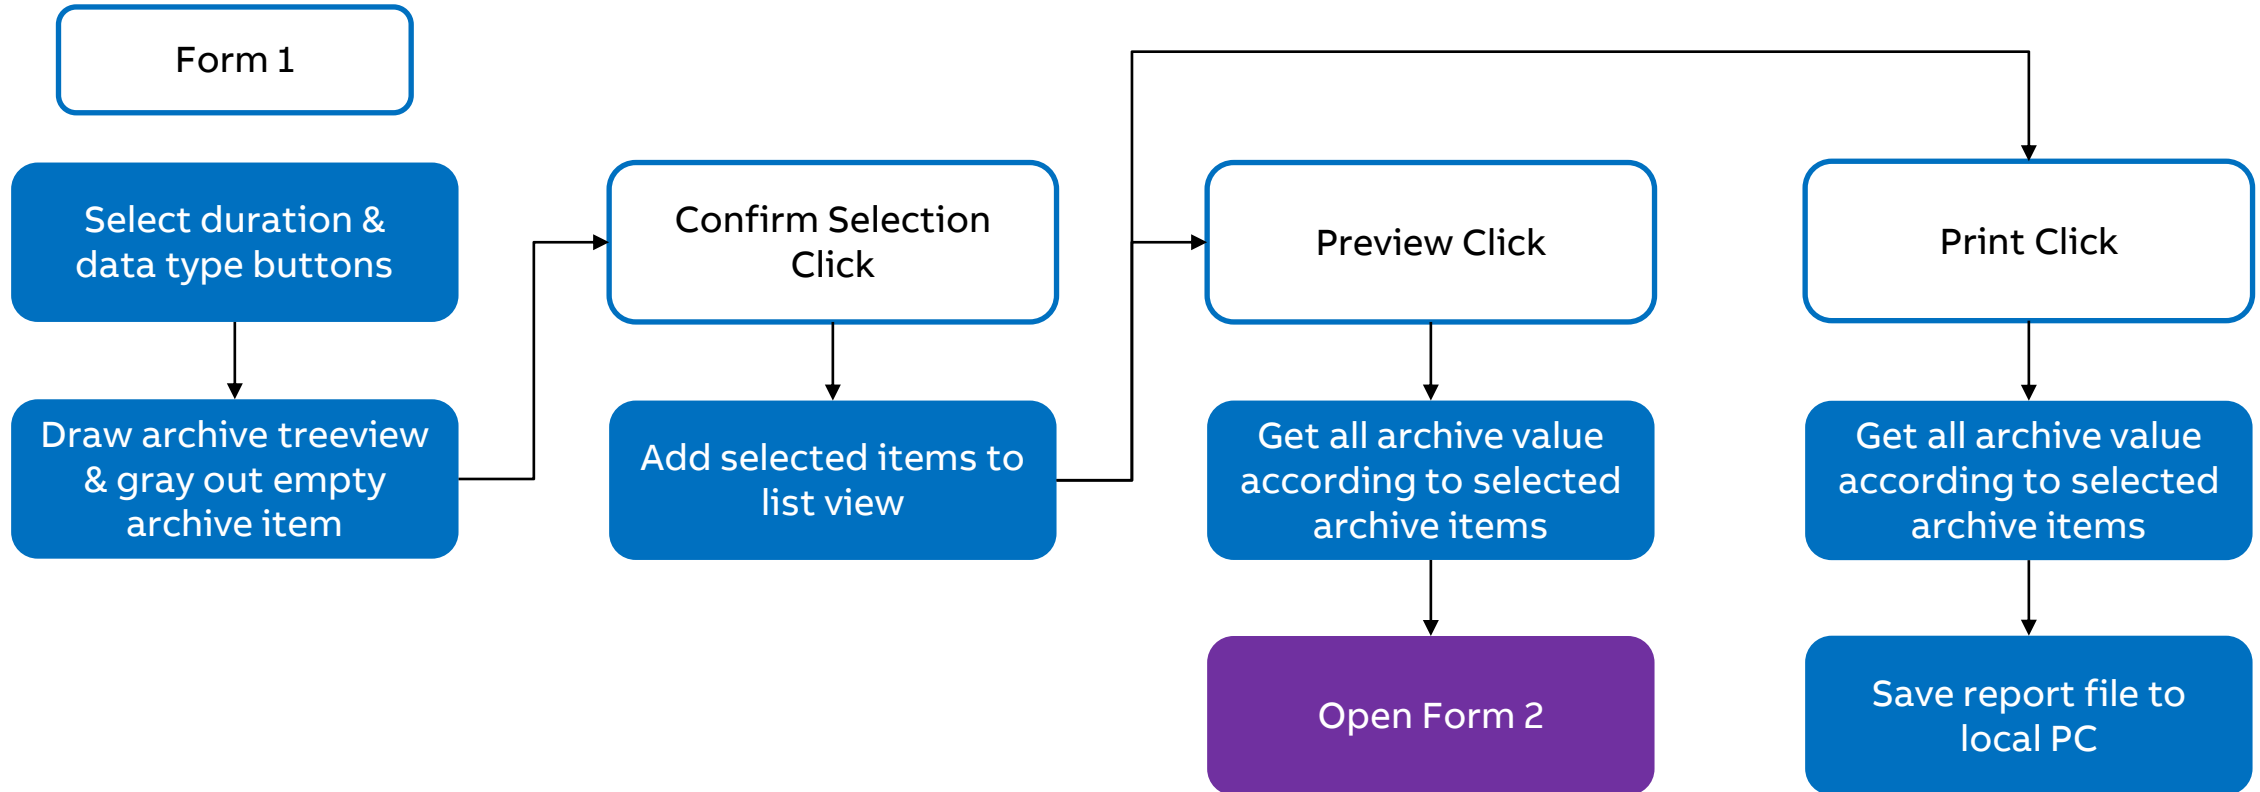 Form 1
Select duration &
data type buttons
Draw archive treeview
& gray out empty
archive item
Confirm Selection
Click
Add selected items to
list view
Preview Click
Get all archive value
according to selected
archive items
Open Form 2
Print Click
Get all archive value
according to selected
archive items
Save report file to
local PC